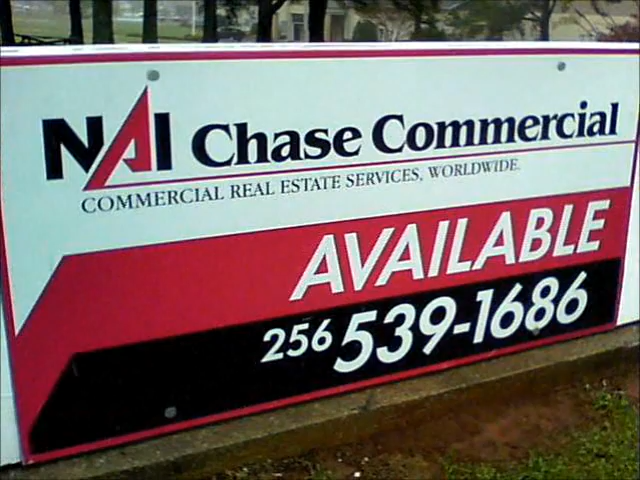 NAI Chase Commercial
COMMERCIAL REAL ESTATE SERVICES, WORLDWIDE.
AVAILABLE
256 539-1686